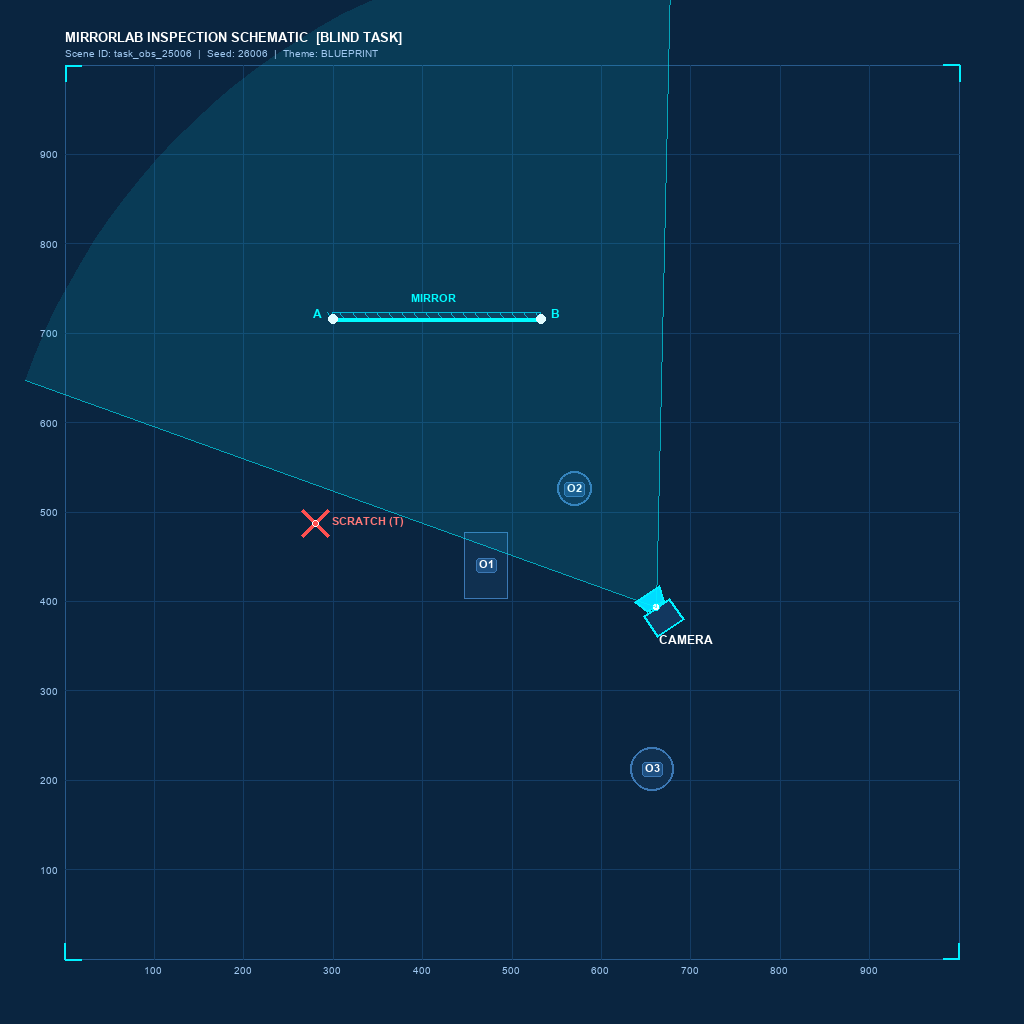 MIRRORLAB INSPECTION SCHEMATIC  [BLIND TASK]
Scene ID: task_obs_25006  |  Seed: 26006  |  Theme: BLUEPRINT
900
800
MIRROR
A
B
700
600
500
O2
SCRATCH (T)
O1
400
CAMERA
300
O3
200
100
100 200 300 400 500 600 700 800 900